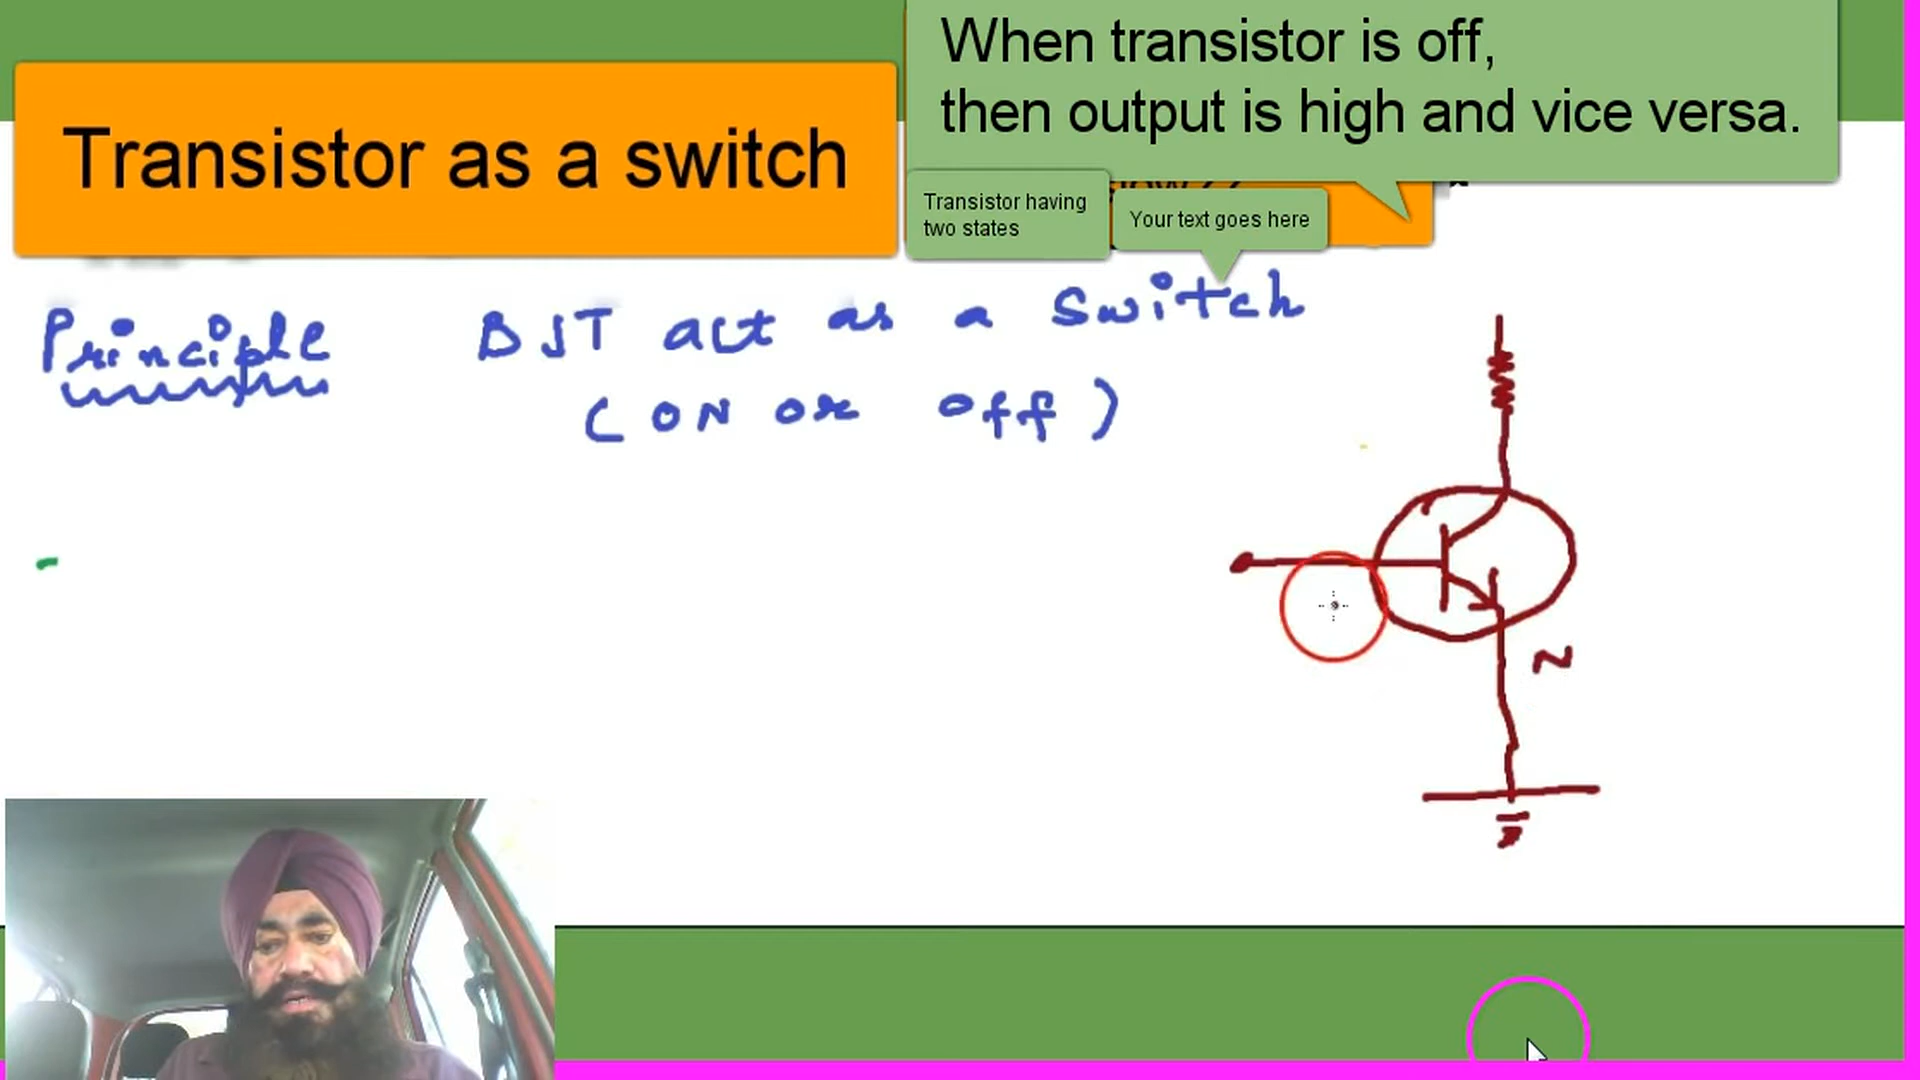 When transistor is off,
then output is high and vice versa.
Transistor as a switch
Transistor having
two states
Your text goes here
Principle BJT act as a switch
(ON or off)
N